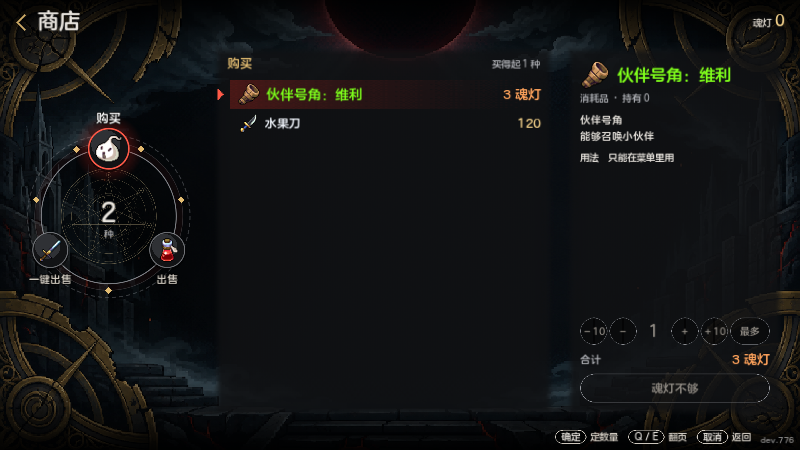 商店
魂灯 0
购买
2
种
一键出售
出售
购买
买得起1种
伙伴号角：维利
3 魂灯
水果刀
120
伙伴号角：维利
消耗品 · 持有0
伙伴号角
能够召唤小伙伴
用法 只能在菜单里用
-10 - 1 + +10 最多
合计
3 魂灯
魂灯不够
确定 定数量 Q / E 翻页 取消 返回
dev.776